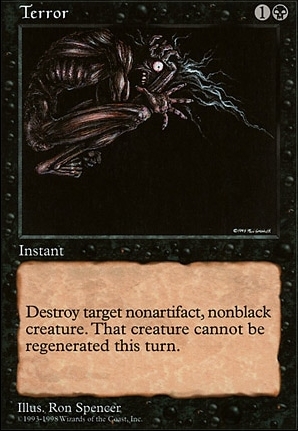 Terror 1
Instant
Destroy target nonartifact, nonblack
creature. That creature cannot be
regenerated this turn.
Illus. Ron Spencer
©1993-1998 Wizards of the Coast, Inc.